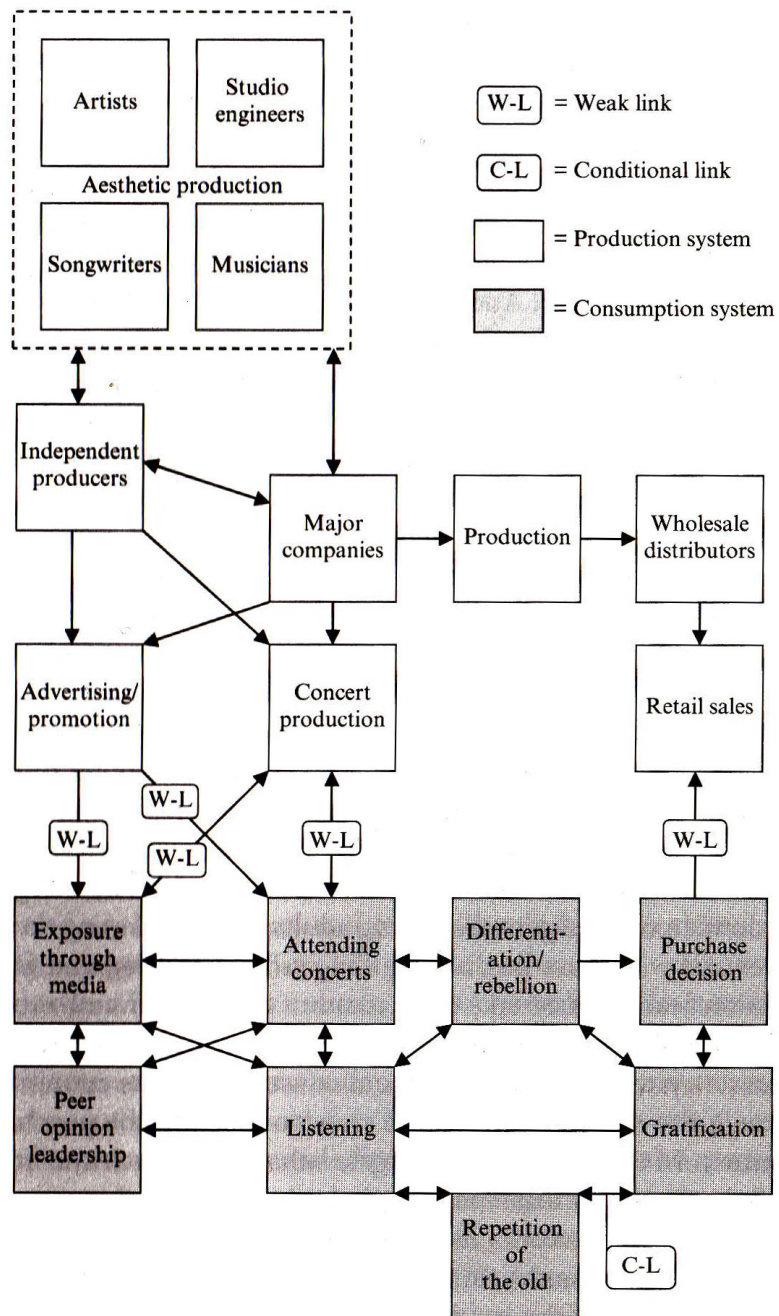 Artists
Studio
engineers
Aesthetic production
Songwriters
Musicians
W-L = Weak link
C-L = Conditional link
= Production system
= Consumption system
Independent
producers
Major
companies
Production
Wholesale
distributors
Advertising/
promotion
Concert
production
Retail sales
W-L
W-L
W-L
W-L
W-L
Exposure
through
media
Attending
concerts
Differenti-
ation/
rebellion
Purchase
decision
Peer
opinion
leadership
Listening
Gratification
Repetition
of
the old
C-L